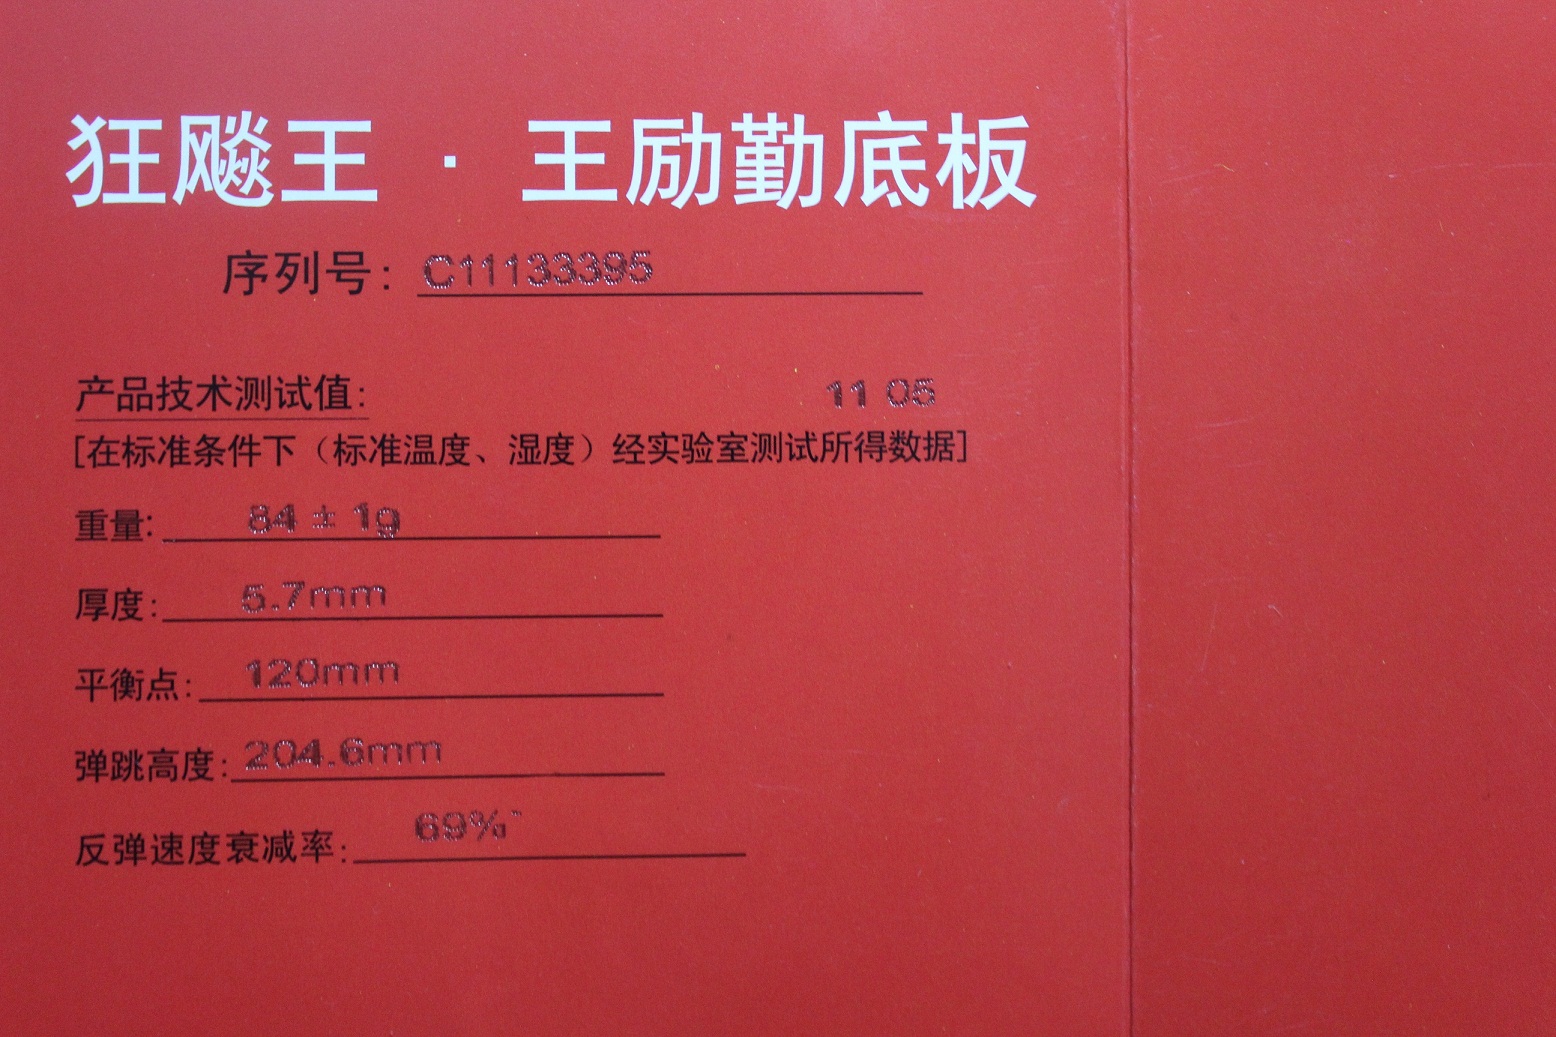 狂飚王 · 王励勤底板
序列号: C11133395
产品技术测试值: 11 05
[在标准条件下（标准温度、湿度）经实验室测试所得数据]
重量: 84 ± 1g
厚度: 5.7mm
平衡点: 120mm
弹跳高度: 204.6mm
反弹速度衰减率: 69%